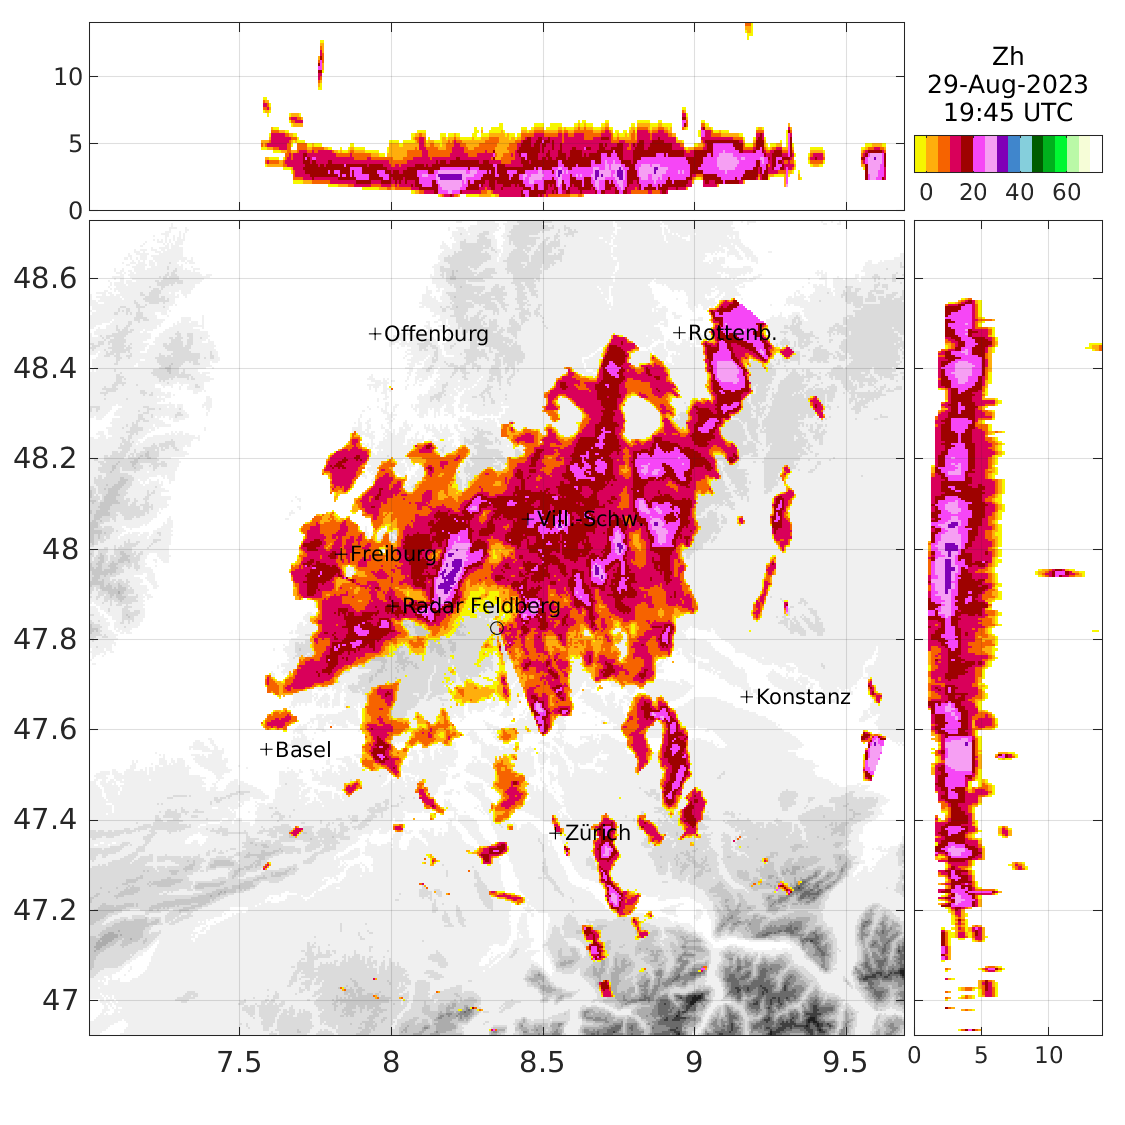 10
5
0
Zh
29-Aug-2023
19:45 UTC
0 20 40 60
48.6
48.4
48.2
48
47.8
47.6
47.4
47.2
47
+Offenburg
+Rottenb.
+Vill.-Schw.
+Freiburg
+Radar Feldberg
+Konstanz
+Basel
+Zürich
7.5 8 8.5 9 9.5
0 5 10